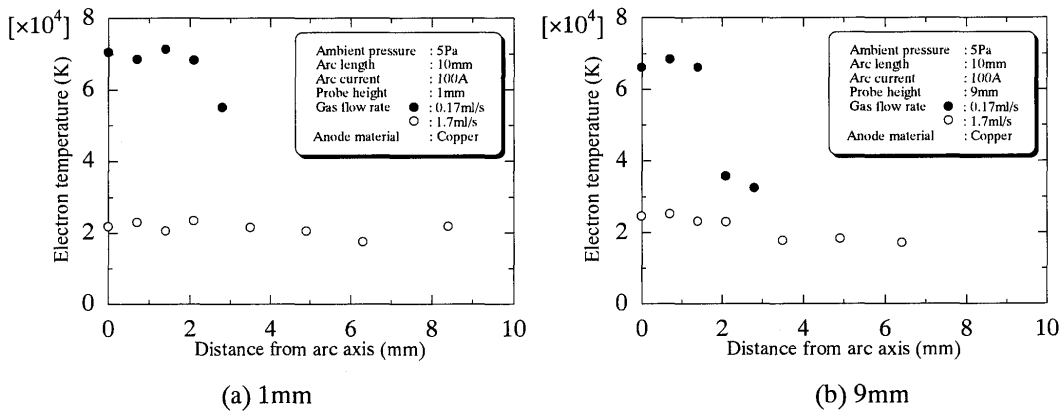 [×10⁴]
8
6
4
2
0
Electron temperature (K)
Ambient pressure : 5Pa
Arc length : 10mm
Arc current : 100A
Probe height : 1mm
Gas flow rate ● : 0.17ml/s
○ : 1.7ml/s
Anode material : Copper
0 2 4 6 8 10
Distance from arc axis (mm)
(a) 1mm
[×10⁴]
8
6
4
2
0
Electron temperature (K)
Ambient pressure : 5Pa
Arc length : 10mm
Arc current : 100A
Probe height : 9mm
Gas flow rate ● : 0.17ml/s
○ : 1.7ml/s
Anode material : Copper
0 2 4 6 8 10
Distance from arc axis (mm)
(b) 9mm